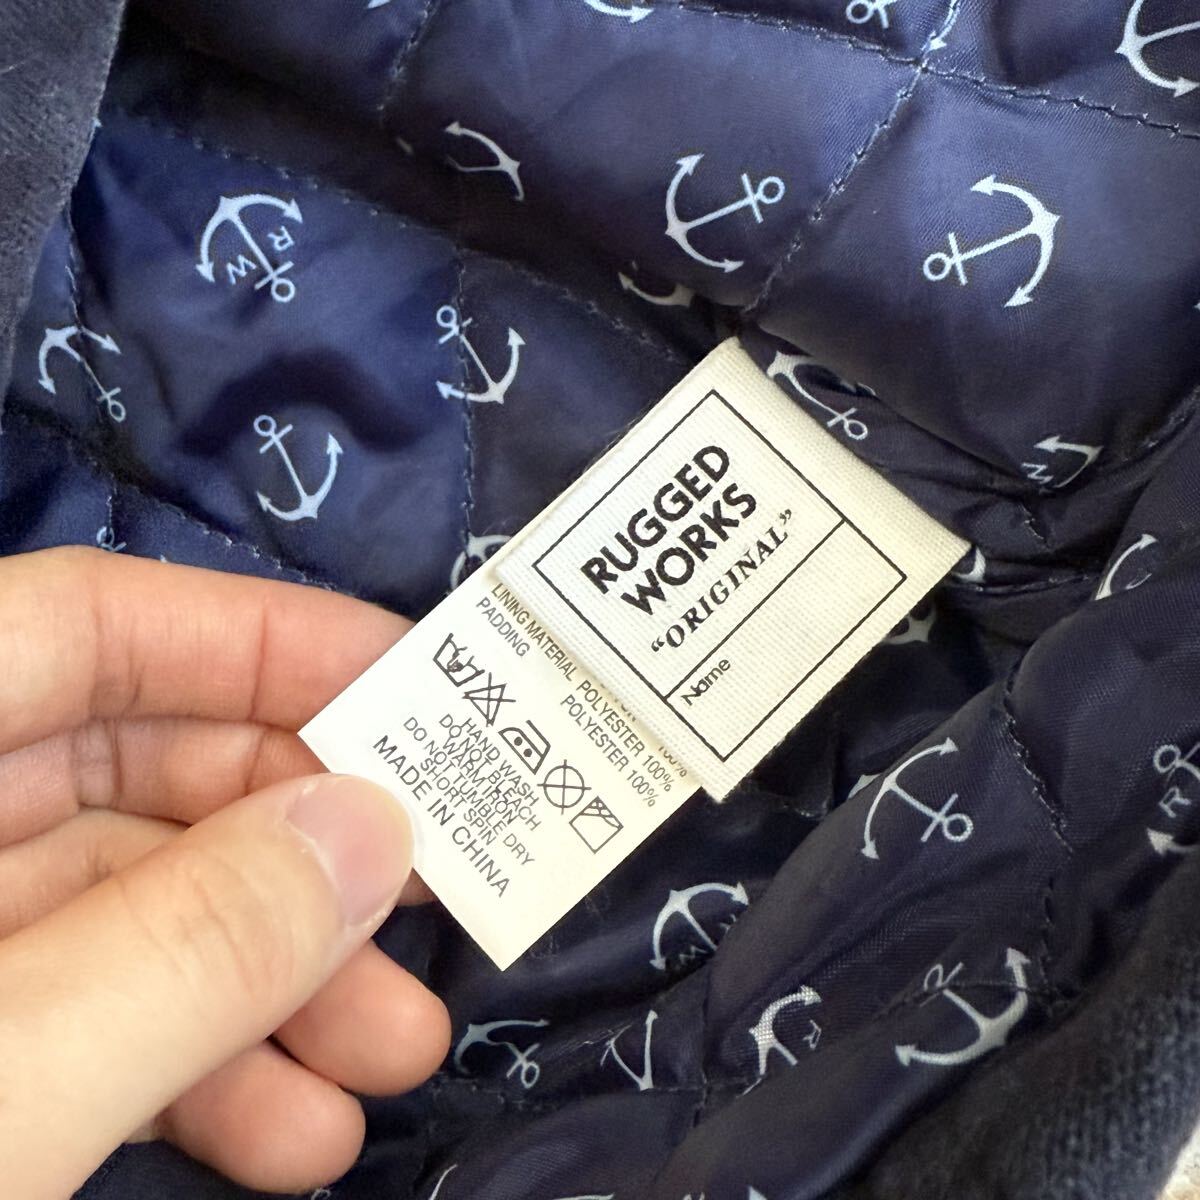 RUGGED
WORKS
"ORIGINAL"
Name
100%
LINING MATERIAL POLYESTER 100%
PADDING POLYESTER 100%
HAND WASH
DO NOT BLEACH
WARM IRON
DO NOT TUMBLE DRY
SHORT SPIN
MADE IN CHINA
R
W
R
W
R
R